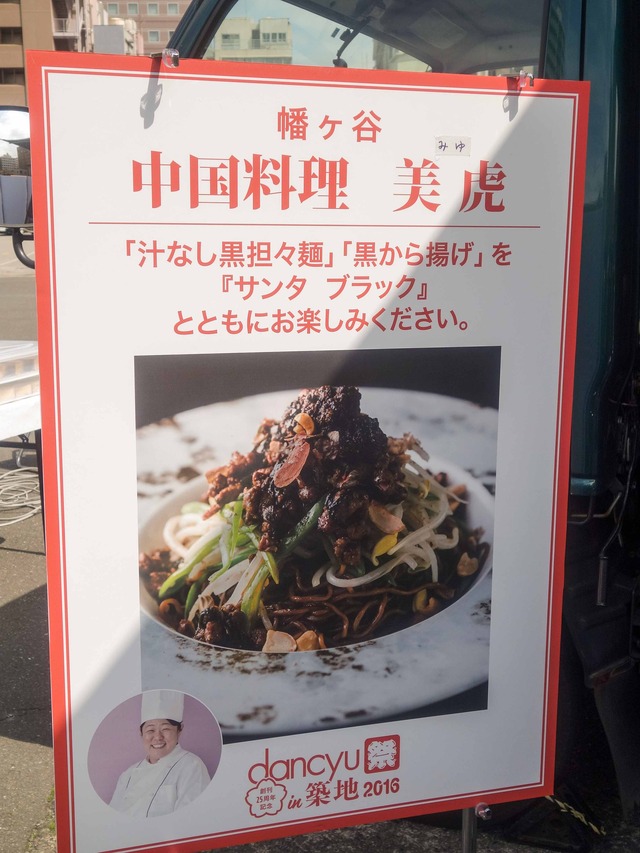 幡ヶ谷
みゆ
中国料理 美虎
「汁なし黒担々麺」「黒から揚げ」を
『サンタ ブラック』
とともにお楽しみください。
dancyu 祭
創刊
25周年
記念
in 築地 2016